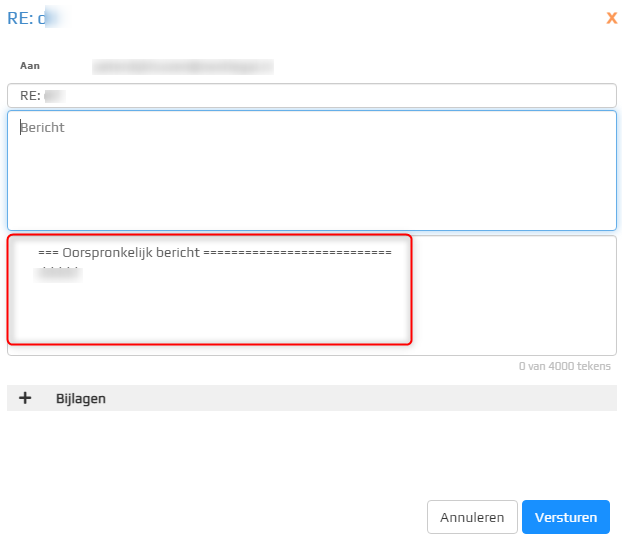 RE:
X
Aan
RE:
Bericht
=== Oorspronkelijk bericht ===========================
0 van 4000 tekens
+ Bijlagen
Annuleren Versturen